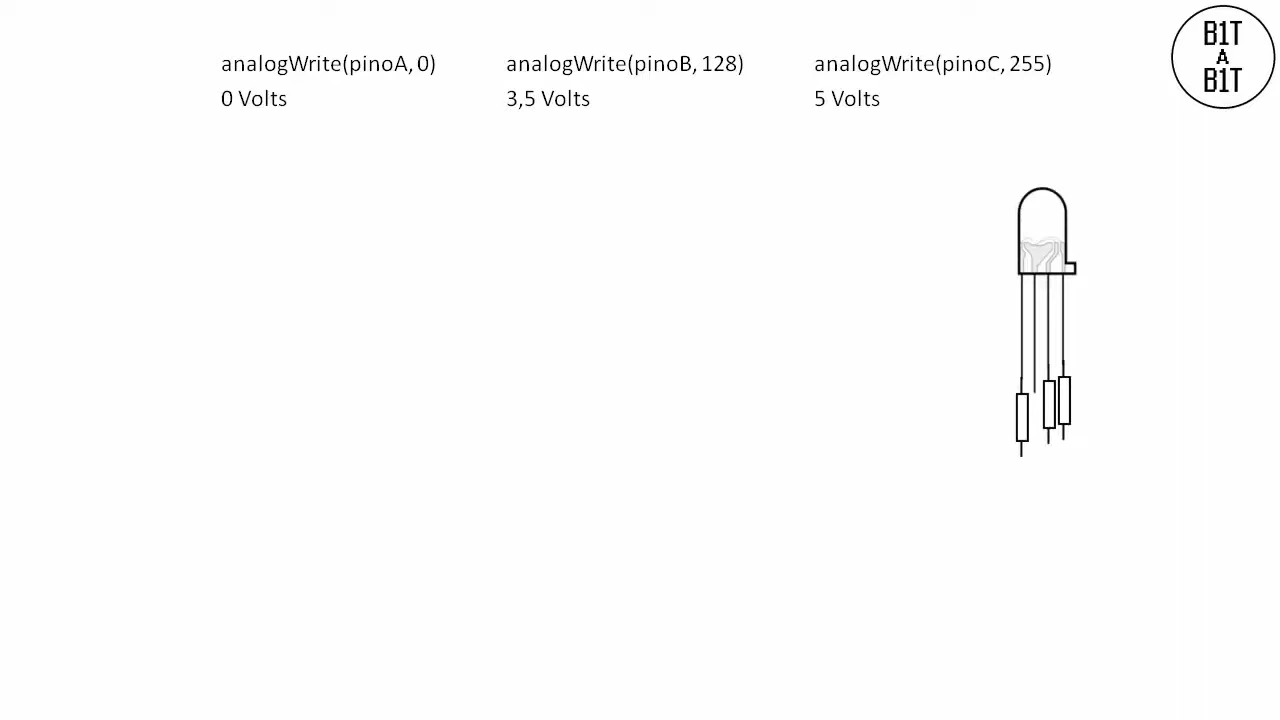 analogWrite(pinoA, 0)
0 Volts
analogWrite(pinoB, 128)
3,5 Volts
analogWrite(pinoC, 255)
5 Volts
B1T
A
B1T